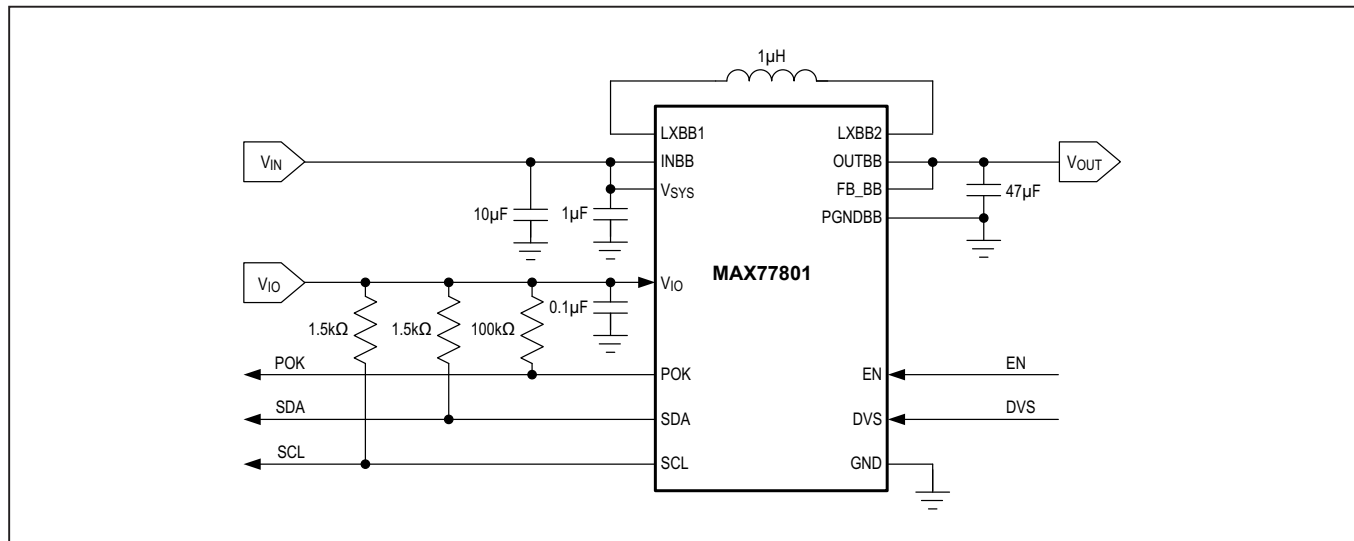 1µH
LXBB1
LXBB2
VIN
INBB
OUTBB
VOUT
VSYS
FB_BB
10µF
1µF
47µF
PGNDBB
MAX77801
VIO
VIO
0.1µF
1.5kΩ
1.5kΩ
100kΩ
POK
POK
EN
EN
SDA
SDA
DVS
DVS
SCL
SCL
GND